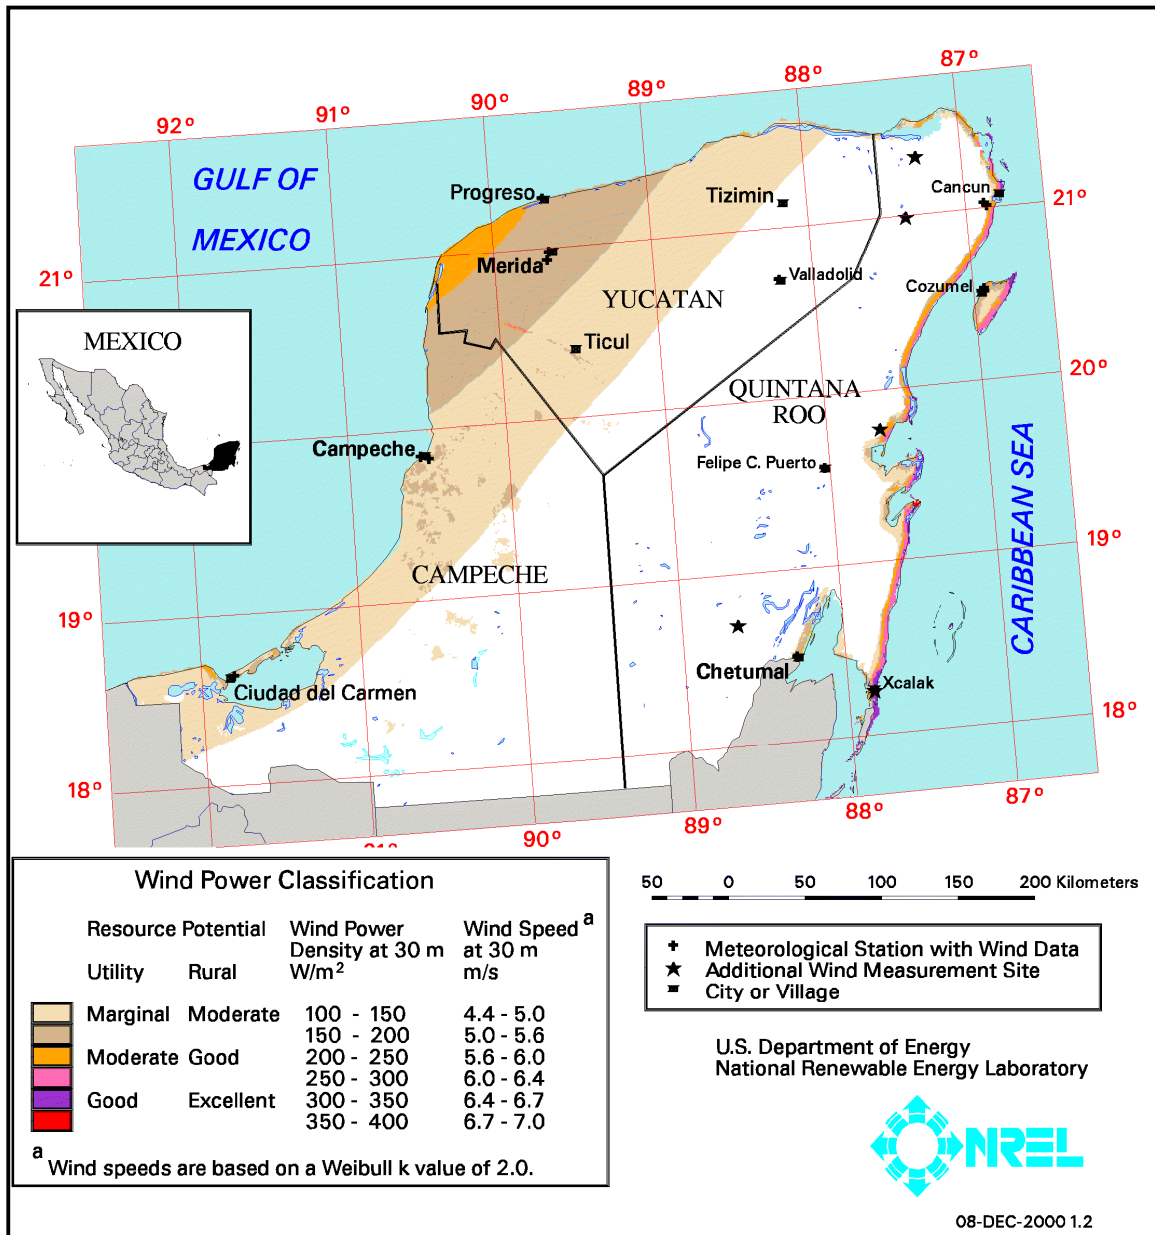 87°
88°
89°
90°
91°
92°
GULF OF
MEXICO
Progreso
Tizimin
Cancun
21°
Merida
Valladolid
Cozumel
21°
YUCATAN
MEXICO
Ticul
20°
QUINTANA
ROO
Campeche
Felipe C. Puerto
CARIBBEAN SEA
19°
CAMPECHE
19°
Chetumal
Xcalak
Ciudad del Carmen
18°
18°
87°
88°
89°
90°
91°
Wind Power Classification
Resource Potential Wind Power Wind Speed a
Density at 30 m at 30 m
Utility Rural W/m2 m/s
Marginal Moderate 100 - 150 4.4 - 5.0
150 - 200 5.0 - 5.6
Moderate Good 200 - 250 5.6 - 6.0
250 - 300 6.0 - 6.4
Good Excellent 300 - 350 6.4 - 6.7
350 - 400 6.7 - 7.0
a Wind speeds are based on a Weibull k value of 2.0.
50 0 50 100 150 200 Kilometers
Meteorological Station with Wind Data
Additional Wind Measurement Site
City or Village
U.S. Department of Energy
National Renewable Energy Laboratory
NREL
08-DEC-2000 1.2